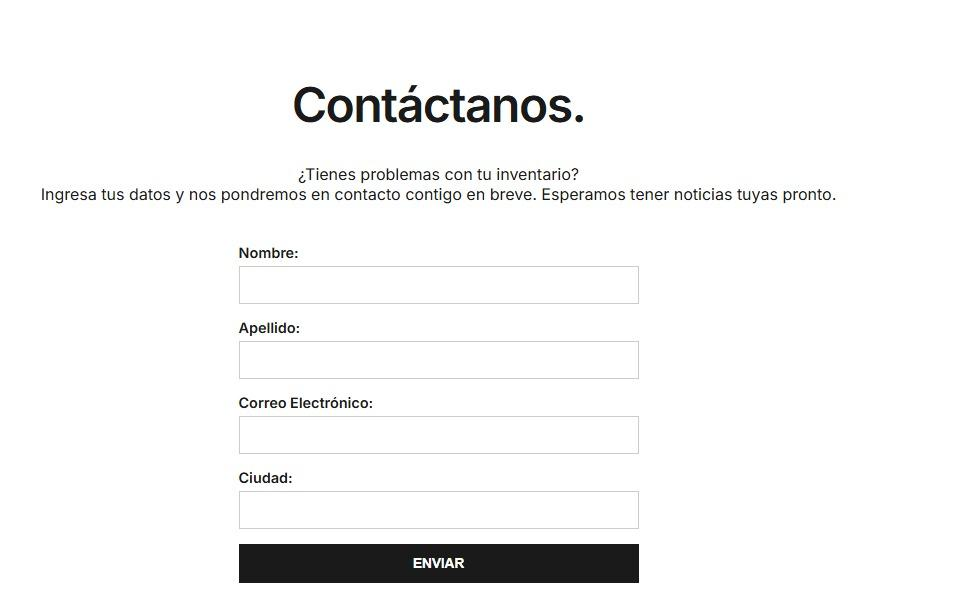 Contáctanos.
¿Tienes problemas con tu inventario?
Ingresa tus datos y nos pondremos en contacto contigo en breve. Esperamos tener noticias tuyas pronto.
Nombre:
Apellido:
Correo Electrónico:
Ciudad:
ENVIAR